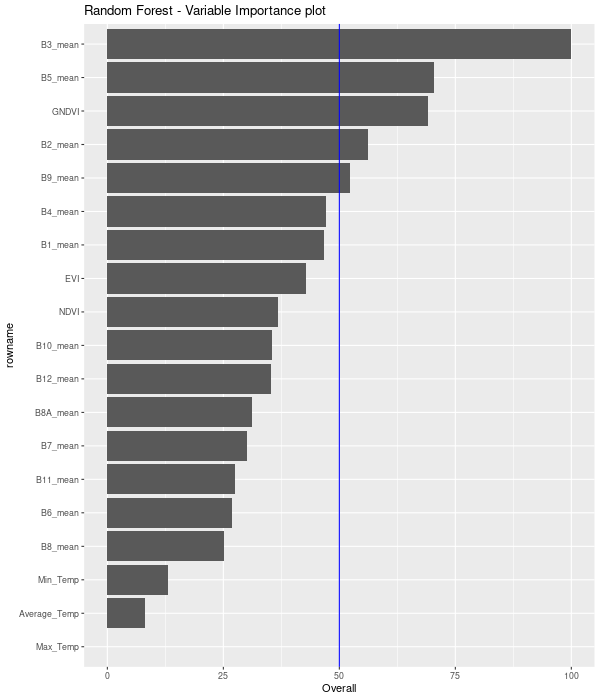 Random Forest - Variable Importance plot
B3_mean
B5_mean
GNDVI
B2_mean
B9_mean
B4_mean
B1_mean
EVI
NDVI
B10_mean
B12_mean
B8A_mean
B7_mean
B11_mean
B6_mean
B8_mean
Min_Temp
Average_Temp
Max_Temp
rowname
0 25 50 75 100
Overall